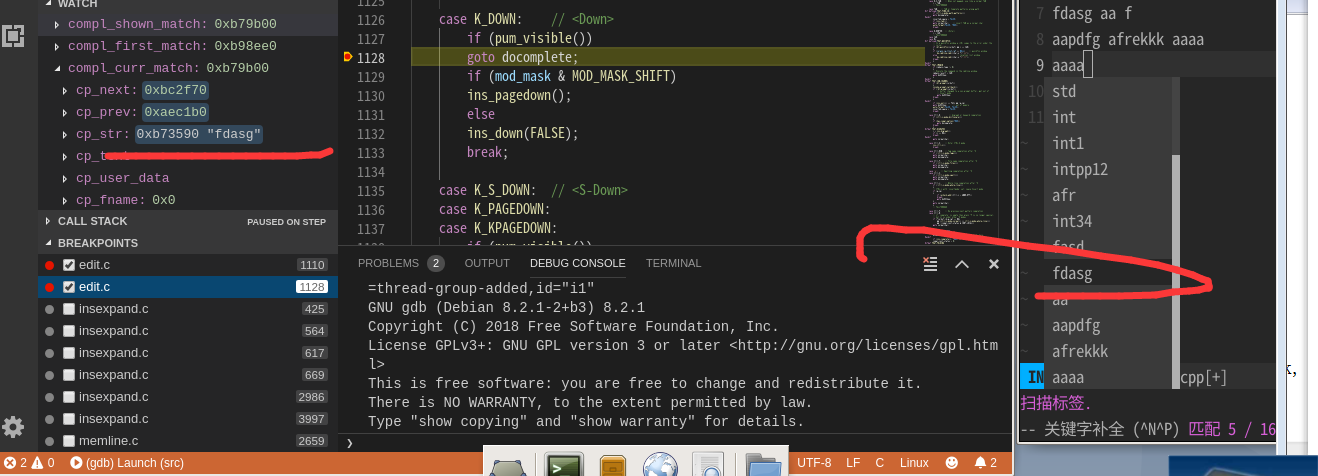 WATCH
compl_shown_match: 0xb79b00
compl_first_match: 0xb98ee0
compl_curr_match: 0xb79b00
cp_next: 0xbc2f70
cp_prev: 0xaec1b0
cp_str: 0xb73590 "fdasg"
cp_user_data
cp_fname: 0x0
CALL STACK PAUSED ON STEP
BREAKPOINTS
edit.c 1110
edit.c 1128
insexpand.c 425
insexpand.c 564
insexpand.c 617
insexpand.c 669
insexpand.c 2986
insexpand.c 3997
memline.c 2659
1125
1126 case K_DOWN: // <Down>
1127 if (pum_visible())
1128 goto docomplete;
1129 if (mod_mask & MOD_MASK_SHIFT)
1130 ins_pagedown();
1131 else
1132 ins_down(FALSE);
1133 break;
1134
1135 case K_S_DOWN: // <S-Down>
1136 case K_PAGEDOWN:
1137 case K_KPAGEDOWN:
1138 if (pum_visible())
PROBLEMS 2 OUTPUT DEBUG CONSOLE TERMINAL
=thread-group-added,id="i1"
GNU gdb (Debian 8.2.1-2+b3) 8.2.1
Copyright (C) 2018 Free Software Foundation, Inc.
License GPLv3+: GNU GPL version 3 or later <http://gnu.org/licenses/gpl.htm
l>
This is free software: you are free to change and redistribute it.
There is NO WARRANTY, to the extent permitted by law.
Type "show copying" and "show warranty" for details.
7 fdasg aa f
8 aapdfg afrekkk aaaa
9 aaaa
10 std
11 int
int1
intpp12
afr
int34
fasd
~ fdasg
~ aa
~ aapdfg
~ afrekkk
~ aaaa
IN cpp[+]
扫描标签.
-- 关键字补全 (^N^P) 匹配 5 / 16
2 0 (gdb) Launch (src) UTF-8 LF C Linux 2